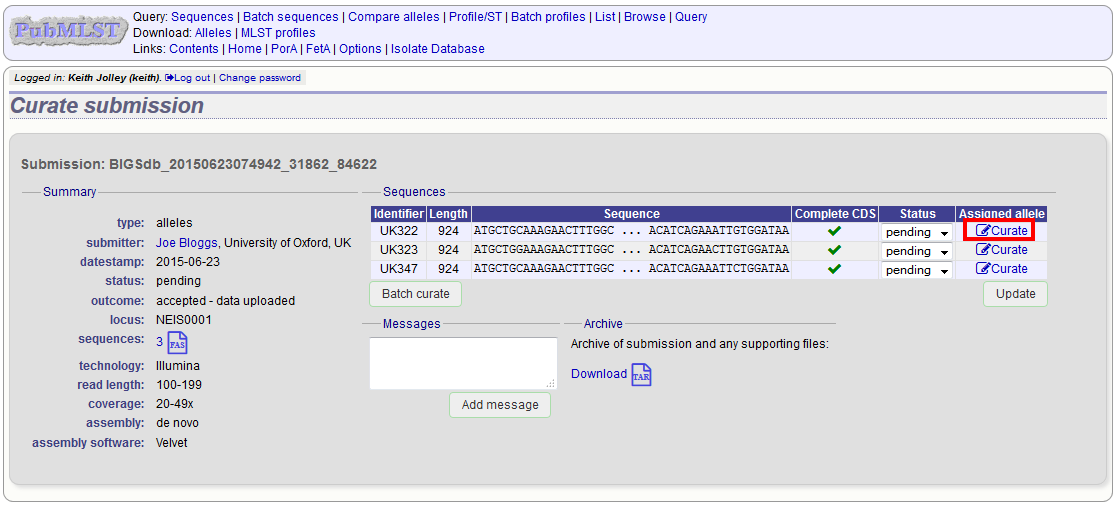 PubMLST
Query: Sequences | Batch sequences | Compare alleles | Profile/ST | Batch profiles | List | Browse | Query
Download: Alleles | MLST profiles
Links: Contents | Home | PorA | FetA | Options | Isolate Database
Logged in: Keith Jolley (keith). Log out | Change password
Curate submission
Submission: BIGSdb_20150623074942_31862_84622
Summary
type: alleles
submitter: Joe Bloggs, University of Oxford, UK
datestamp: 2015-06-23
status: pending
outcome: accepted - data uploaded
locus: NEIS0001
sequences: 3 FAS
technology: Illumina
read length: 100-199
coverage: 20-49x
assembly: de novo
assembly software: Velvet
Sequences
Identifier Length Sequence Complete CDS Status Assigned allele
UK322 924 ATGCTGCAAAGAACTTTGGC ... ACATCAGAAATTGTGGATAA pending Curate
UK323 924 ATGCTGCAAAGAACTTTGGC ... ACATCAGAAATTGTGGATAA pending Curate
UK347 924 ATGCTGCAAAGAACTTTGGC ... ACATCAGAAATTCTGGATAA pending Curate
Batch curate Update
Messages
Add message
Archive
Archive of submission and any supporting files:
Download TAR